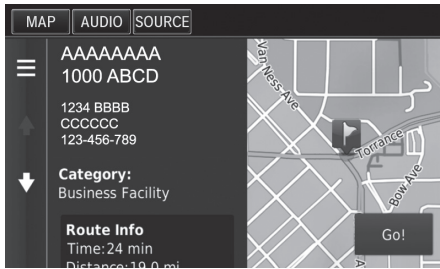 MAP AUDIO SOURCE
AAAAAAAA
1000 ABCD
1234 BBBB
CCCCCC
123-456-789
Category:
Business Facility
Route Info
Time:24 min
Distance:19.0 mi
Van Ness Ave
Torrance
Bow Ave
A
Go!